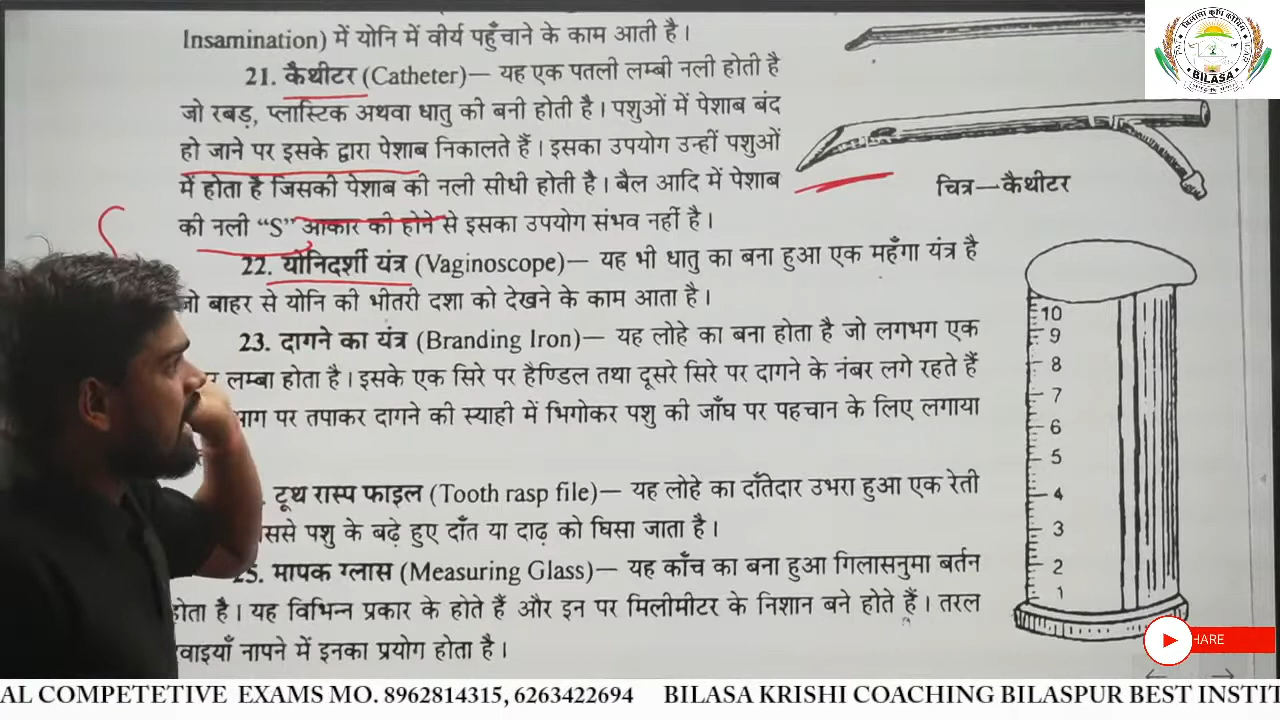 Insamination) में योनि में वीर्य पहुँचाने के काम आती है।
21. कैथीटर (Catheter)— यह एक पतली लम्बी नली होती है
जो रबड़, प्लास्टिक अथवा धातु की बनी होती है। पशुओं में पेशाब बंद
हो जाने पर इसके द्वारा पेशाब निकालते हैं। इसका उपयोग उन्हीं पशुओं
में होता है जिसकी पेशाब की नली सीधी होती है। बैल आदि में पेशाब
की नली “S” आकार की होने से इसका उपयोग संभव नहीं है।
चित्र—कैथीटर
22. योनिदर्शी यंत्र (Vaginoscope)— यह भी धातु का बना हुआ एक महँगा यंत्र है
जो बाहर से योनि की भीतरी दशा को देखने के काम आता है।
23. दागने का यंत्र (Branding Iron)— यह लोहे का बना होता है जो लगभग एक
लम्बा होता है। इसके एक सिरे पर हैण्डिल तथा दूसरे सिरे पर दागने के नंबर लगे रहते हैं
पर तपाकर दागने की स्याही में भिगोकर पशु की जाँघ पर पहचान के लिए लगाया
टूथ रास्प फाइल (Tooth rasp file)— यह लोहे का दाँतेदार उभरा हुआ एक रेती
पशु के बढ़े हुए दाँत या दाढ़ को घिसा जाता है।
25. मापक ग्लास (Measuring Glass)— यह काँच का बना हुआ गिलासनुमा बर्तन
होता है। यह विभिन्न प्रकार के होते हैं और इन पर मिलीमीटर के निशान बने होते हैं। तरल
नापने में इनका प्रयोग होता है।
10
9
8
7
6
5
4
3
2
1
BILASA
HARE
AL COMPETETIVE EXAMS MO. 8962814315, 6263422694 BILASA KRISHI COACHING BILASPUR BEST INSTIT